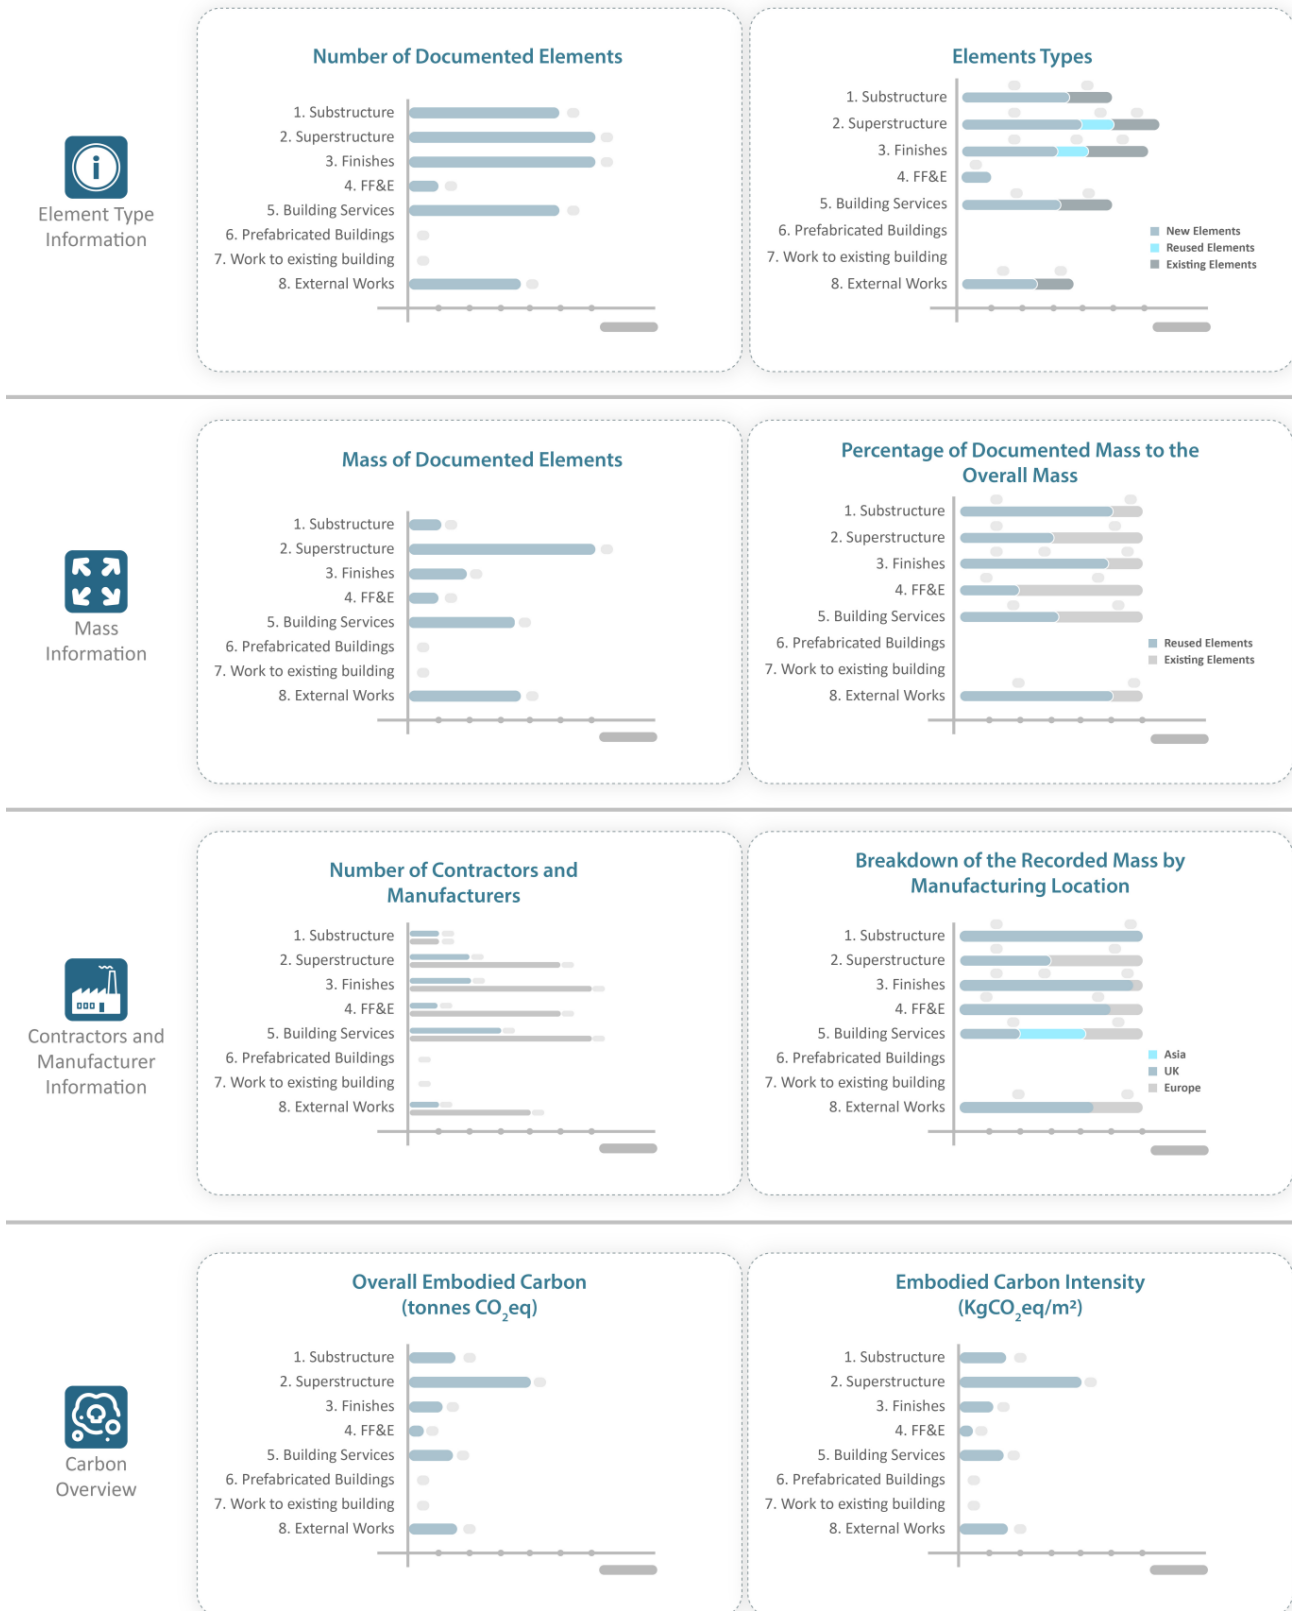 Element Type
Information
Number of Documented Elements
1. Substructure
2. Superstructure
3. Finishes
4. FF&E
5. Building Services
6. Prefabricated Buildings
7. Work to existing building
8. External Works
Elements Types
1. Substructure
2. Superstructure
3. Finishes
4. FF&E
5. Building Services
6. Prefabricated Buildings
7. Work to existing building
8. External Works
New Elements
Reused Elements
Existing Elements
Mass
Information
Mass of Documented Elements
1. Substructure
2. Superstructure
3. Finishes
4. FF&E
5. Building Services
6. Prefabricated Buildings
7. Work to existing building
8. External Works
Percentage of Documented Mass to the
Overall Mass
1. Substructure
2. Superstructure
3. Finishes
4. FF&E
5. Building Services
6. Prefabricated Buildings
7. Work to existing building
8. External Works
Reused Elements
Existing Elements
Contractors and
Manufacturer
Information
Number of Contractors and
Manufacturers
1. Substructure
2. Superstructure
3. Finishes
4. FF&E
5. Building Services
6. Prefabricated Buildings
7. Work to existing building
8. External Works
Breakdown of the Recorded Mass by
Manufacturing Location
1. Substructure
2. Superstructure
3. Finishes
4. FF&E
5. Building Services
6. Prefabricated Buildings
7. Work to existing building
8. External Works
Asia
UK
Europe
Carbon
Overview
Overall Embodied Carbon
(tonnes CO₂eq)
1. Substructure
2. Superstructure
3. Finishes
4. FF&E
5. Building Services
6. Prefabricated Buildings
7. Work to existing building
8. External Works
Embodied Carbon Intensity
(KgCO₂eq/m²)
1. Substructure
2. Superstructure
3. Finishes
4. FF&E
5. Building Services
6. Prefabricated Buildings
7. Work to existing building
8. External Works